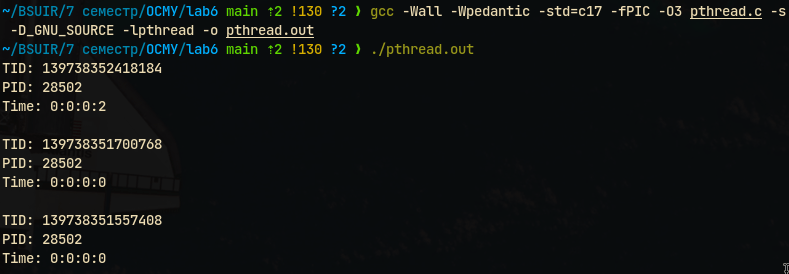 ~/BSUIR/7 семестр/ОСМУ/lab6 main ⇡2 !130 ?2 ❯ gcc -Wall -Wpedantic -std=c17 -fPIC -O3 pthread.c -s
-D_GNU_SOURCE -lpthread -o pthread.out
~/BSUIR/7 семестр/ОСМУ/lab6 main ⇡2 !130 ?2 ❯ ./pthread.out
TID: 139738352418184
PID: 28502
Time: 0:0:0:2
TID: 139738351700768
PID: 28502
Time: 0:0:0:0
TID: 139738351557408
PID: 28502
Time: 0:0:0:0